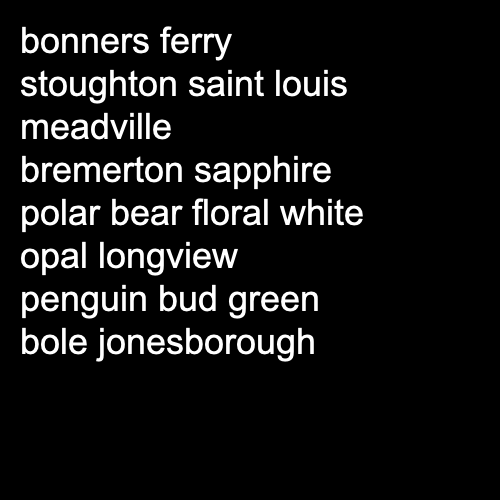 bonners ferry
stoughton saint louis
meadville
bremerton sapphire
polar bear floral white
opal longview
penguin bud green
bole jonesborough